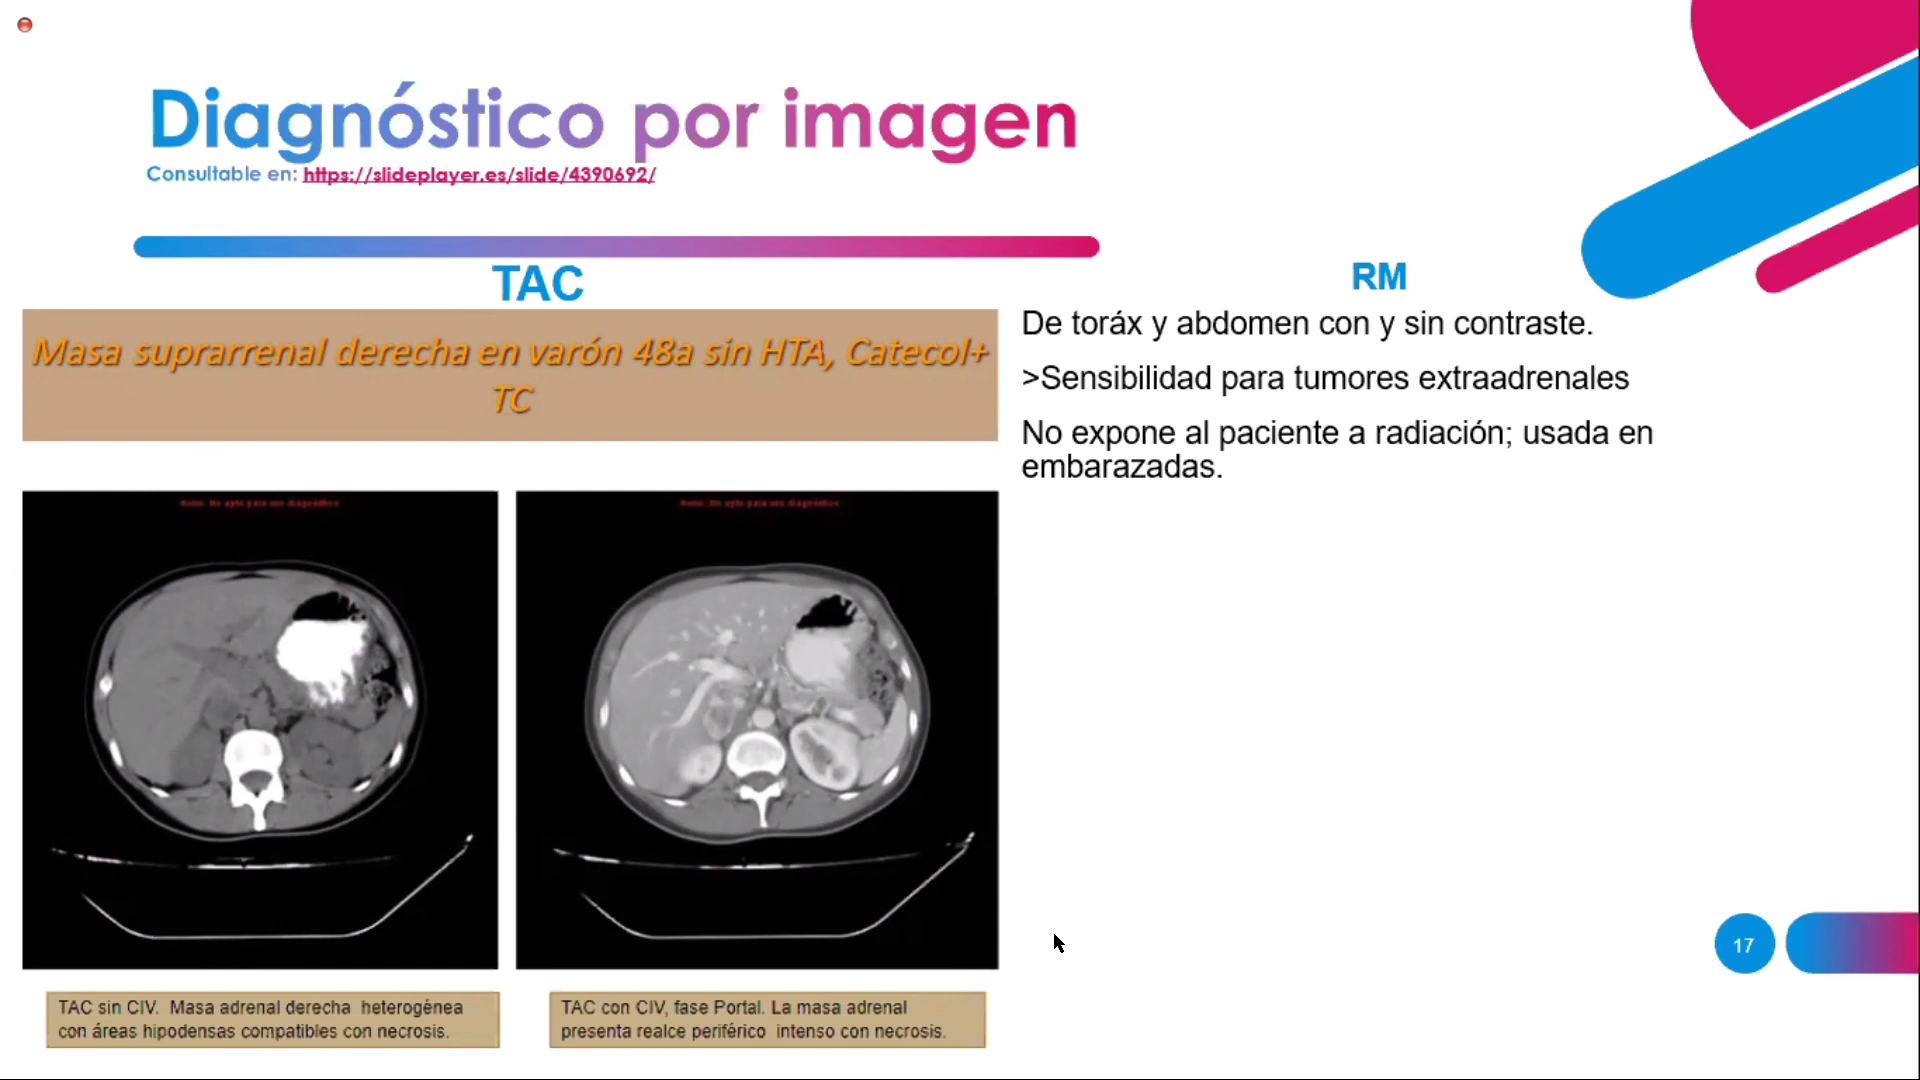 Diagnóstico por imagen
Consultable en: https://slideplayer.es/slide/4390692/
TAC
Masa suprarrenal derecha en varón 48a sin HTA, Catecol+
TC
TAC sin CIV. Masa adrenal derecha heterogénea
con áreas hipodensas compatibles con necrosis.
TAC con CIV, fase Portal. La masa adrenal
presenta realce periférico intenso con necrosis.
RM
De toráx y abdomen con y sin contraste.
>Sensibilidad para tumores extraadrenales
No expone al paciente a radiación; usada en
embarazadas.
17